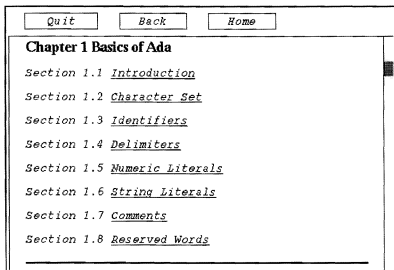 Quit Back Home
Chapter 1 Basics of Ada
Section 1.1 Introduction
Section 1.2 Character Set
Section 1.3 Identifiers
Section 1.4 Delimiters
Section 1.5 Numeric Literals
Section 1.6 String Literals
Section 1.7 Comments
Section 1.8 Reserved Words